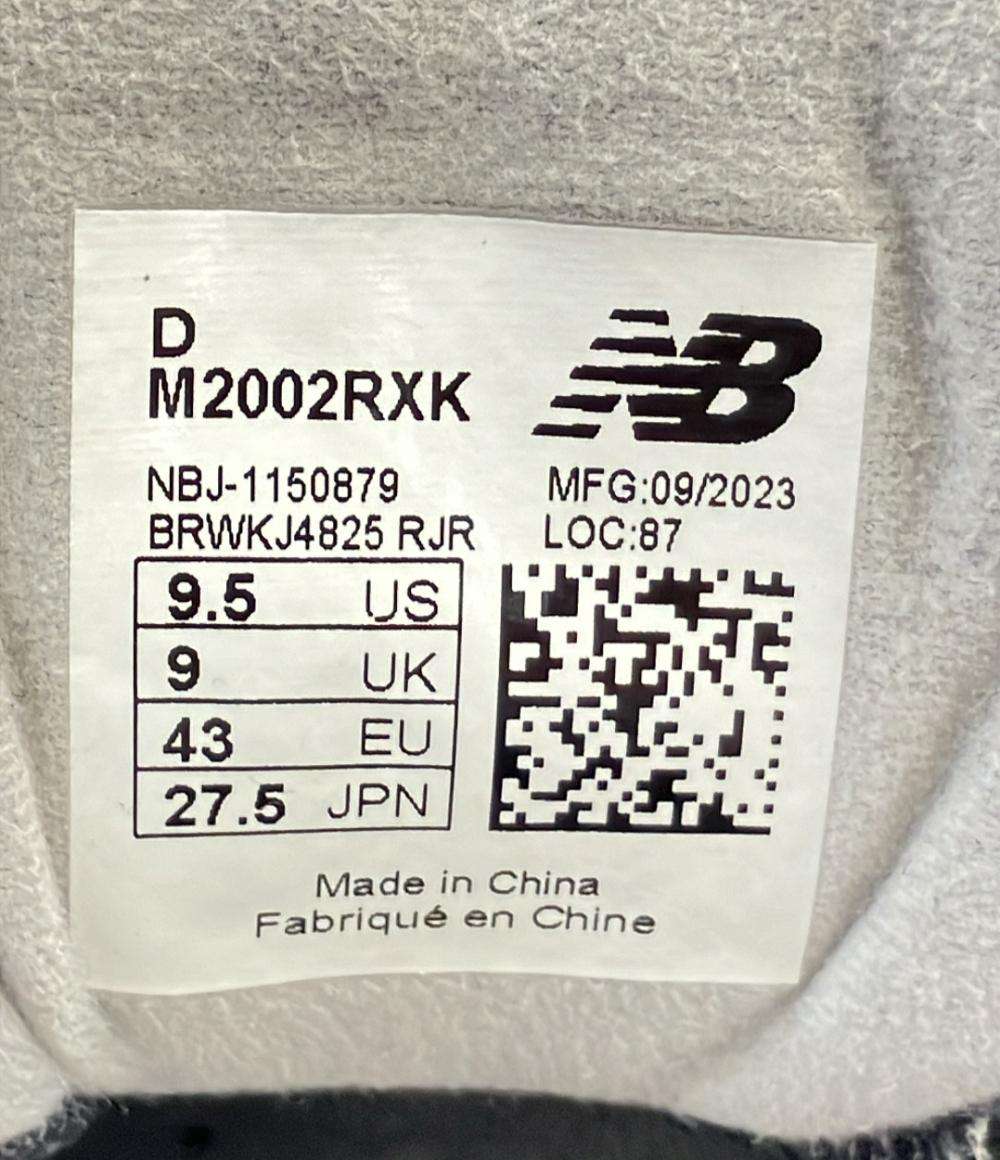 D
M2002RXK
NB
NBJ-1150879
MFG:09/2023
BRWKJ4825 RJR
LOC:87
9.5 US
9 UK
43 EU
27.5 JPN
Made in China
Fabriqué en Chine